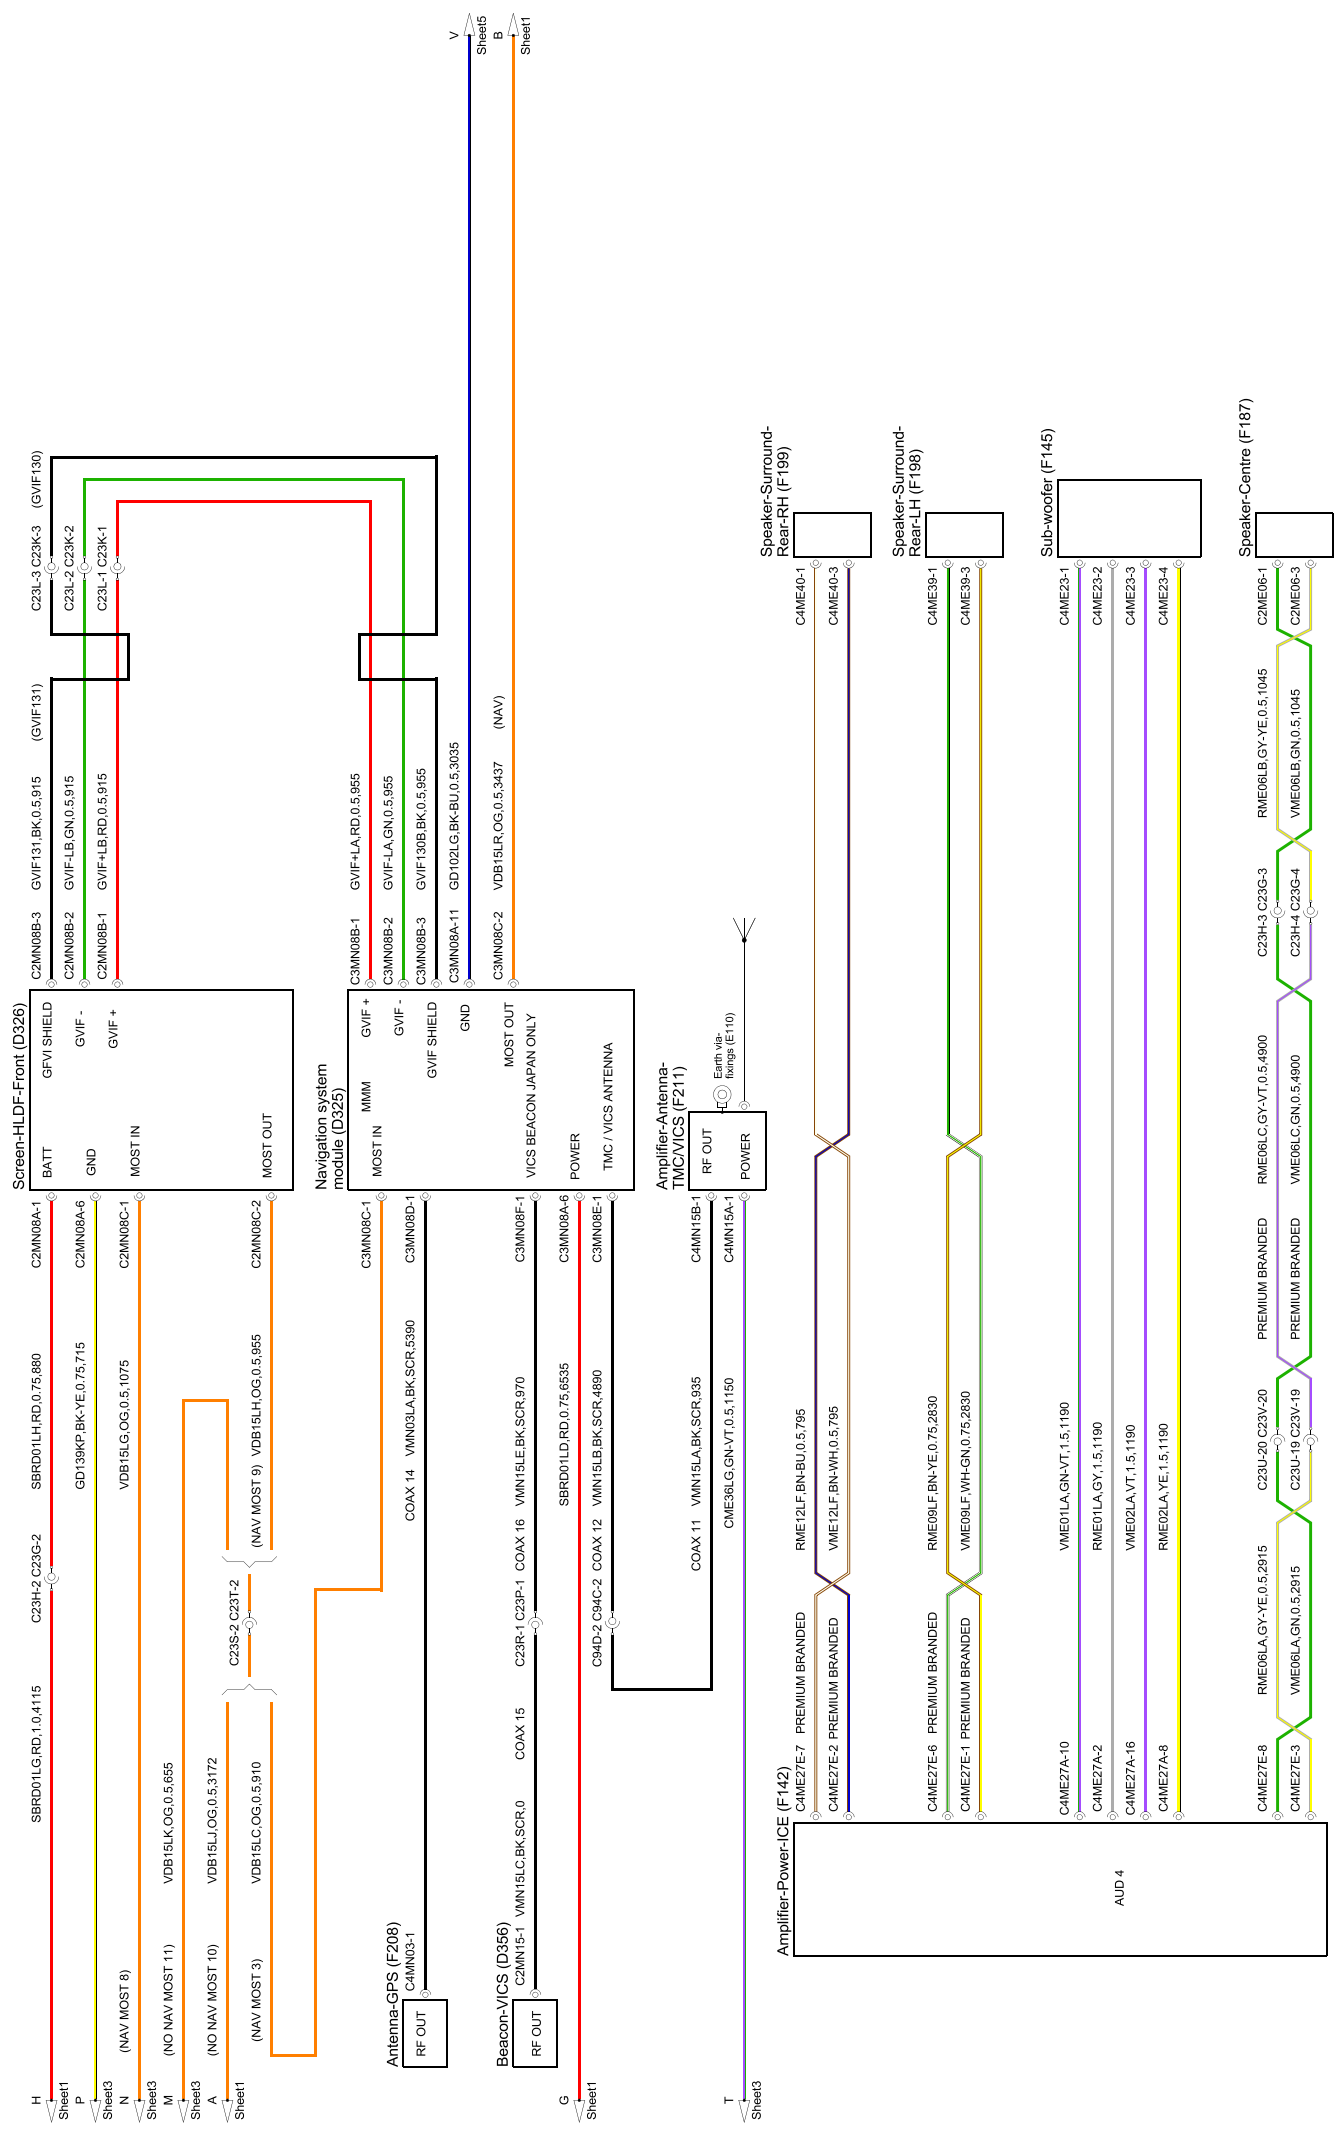 H
Sheet1
P
Sheet3
N
Sheet3
M
Sheet3
A
Sheet1
(NAV MOST 8)
(NO NAV MOST 11)
(NO NAV MOST 10)
(NAV MOST 3)
SBRD01LG,RD,1.0,4115
VDB15LK,OG,0.5,655
VDB15LJ,OG,0.5,3172
VDB15LC,OG,0.5,910
C23H-2 C23G-2
C23S-2 C23T-2
SBRD01LH,RD,0.75,880
GD139KP,BK-YE,0.75,715
VDB15LG,OG,0.5,1075
(NAV MOST 9) VDB15LH,OG,0.5,955
C2MN08A-1
C2MN08A-6
C2MN08C-1
C2MN08C-2
Screen-HLDF-Front (D326)
BATT
GND
MOST IN
MOST OUT
GFVI SHIELD
GVIF -
GVIF +
C2MN08B-3
C2MN08B-2
C2MN08B-1
GVIF131,BK,0.5,915
GVIF-LB,GN,0.5,915
GVIF+LB,RD,0.5,915
(GVIF131)
C23L-3 C23K-3
C23L-2 C23K-2
C23L-1 C23K-1
(GVIF130)
Antenna-GPS (F208)
RF OUT
C4MN03-1
COAX 14
VMN03LA,BK,SCR,5390
C3MN08C-1
C3MN08D-1
Beacon-VICS (D356)
RF OUT
C2MN15-1
VMN15LC,BK,SCR,0
COAX 15
C23R-1 C23P-1
COAX 16
VMN15LE,BK,SCR,970
C3MN08F-1
G
Sheet1
SBRD01LD,RD,0.75,6535
C3MN08A-6
C94D-2 C94C-2
COAX 12
VMN15LB,BK,SCR,4890
C3MN08E-1
Navigation system
module (D325)
MOST IN
MMM
VICS BEACON JAPAN ONLY
POWER
TMC / VICS ANTENNA
GVIF +
GVIF -
GVIF SHIELD
GND
MOST OUT
C3MN08B-1
C3MN08B-2
C3MN08B-3
C3MN08A-11
C3MN08C-2
GVIF+LA,RD,0.5,955
GVIF-LA,GN,0.5,955
GVIF130B,BK,0.5,955
GD102LG,BK-BU,0.5,3035
VDB15LR,OG,0.5,3437
(NAV)
V
Sheet5
B
Sheet1
T
Sheet3
COAX 11
VMN15LA,BK,SCR,935
CME36LG,GN-VT,0.5,1150
C4MN15B-1
C4MN15A-1
Amplifier-Antenna-
TMC/VICS (F211)
RF OUT
POWER
Earth via-
fixings (E110)
Amplifier-Power-ICE (F142)
AUD 4
C4ME27E-7
C4ME27E-2
PREMIUM BRANDED
PREMIUM BRANDED
RME12LF,BN-BU,0.5,795
VME12LF,BN-WH,0.5,795
C4ME40-1
C4ME40-3
Speaker-Surround-
Rear-RH (F199)
C4ME27E-6
C4ME27E-1
PREMIUM BRANDED
PREMIUM BRANDED
RME09LF,BN-YE,0.75,2830
VME09LF,WH-GN,0.75,2830
C4ME39-1
C4ME39-3
Speaker-Surround-
Rear-LH (F198)
C4ME27A-10
C4ME27A-2
C4ME27A-16
C4ME27A-8
VME01LA,GN-VT,1.5,1190
RME01LA,GY,1.5,1190
VME02LA,VT,1.5,1190
RME02LA,YE,1.5,1190
C4ME23-1
C4ME23-2
C4ME23-3
C4ME23-4
Sub-woofer (F145)
C4ME27E-8
C4ME27E-3
RME06LA,GY-YE,0.5,2915
VME06LA,GN,0.5,2915
C23U-20 C23V-20
C23U-19 C23V-19
PREMIUM BRANDED
PREMIUM BRANDED
RME06LC,GY-VT,0.5,4900
VME06LC,GN,0.5,4900
C23H-3 C23G-3
C23H-4 C23G-4
RME06LB,GY-YE,0.5,1045
VME06LB,GN,0.5,1045
C2ME06-1
C2ME06-3
Speaker-Centre (F187)